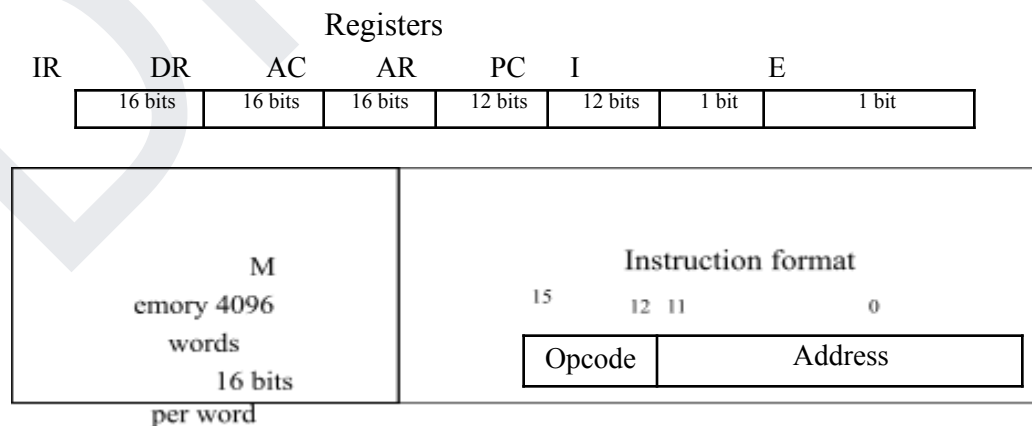 Registers
IR DR AC AR PC I E
16 bits 16 bits 16 bits 12 bits 12 bits 1 bit 1 bit
M
emory 4096
words
16 bits
per word
Instruction format
15 12 11 0
Opcode Address